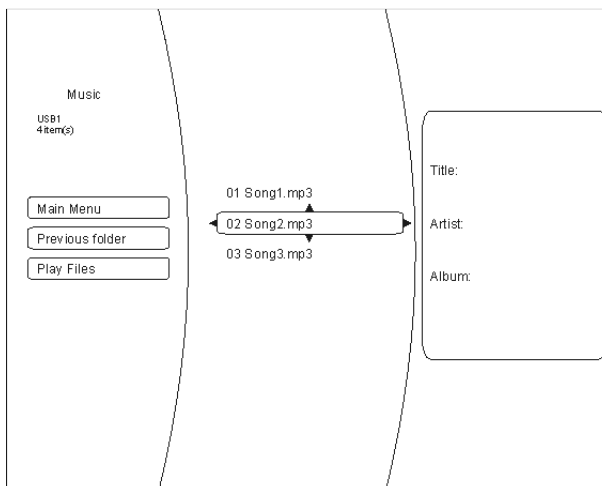 Music
USB1
4 item(s)
Main Menu
Previous folder
Play Files
01 Song1.mp3
02 Song2.mp3
03 Song3.mp3
Title:
Artist:
Album: